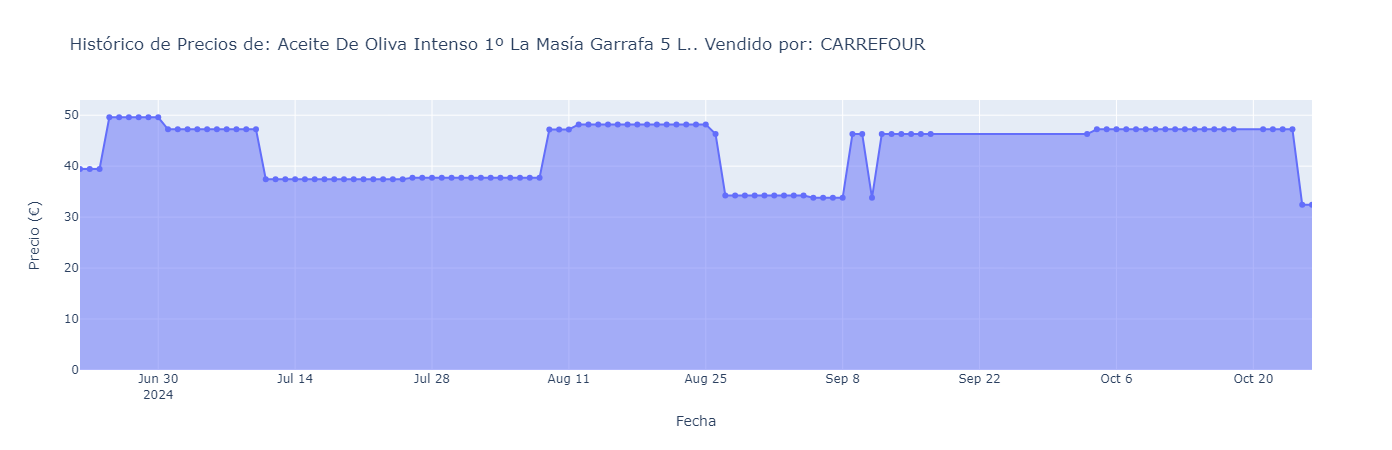 Histórico de Precios de: Aceite De Oliva Intenso 1º La Masía Garrafa 5 L.. Vendido por: CARREFOUR
Precio (€)
50
40
30
20
10
0
Jun 30
2024
Jul 14
Jul 28
Aug 11
Aug 25
Sep 8
Sep 22
Oct 6
Oct 20
Fecha